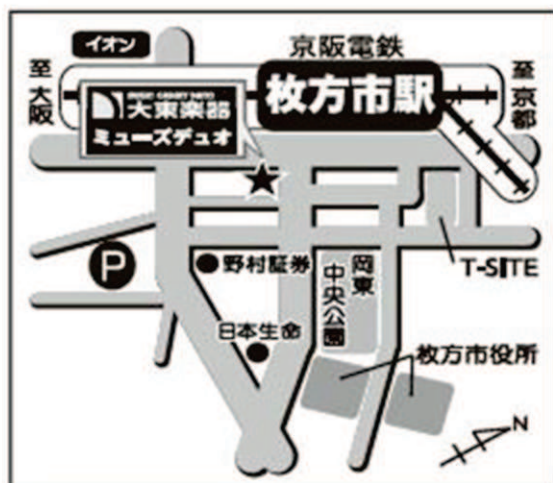 イオン
京阪電鉄
至大阪
大東楽器
ミューズデュオ
枚方市駅
至京都
P
野村証券
岡東
中央公園
T-SITE
日本生命
枚方市役所
N